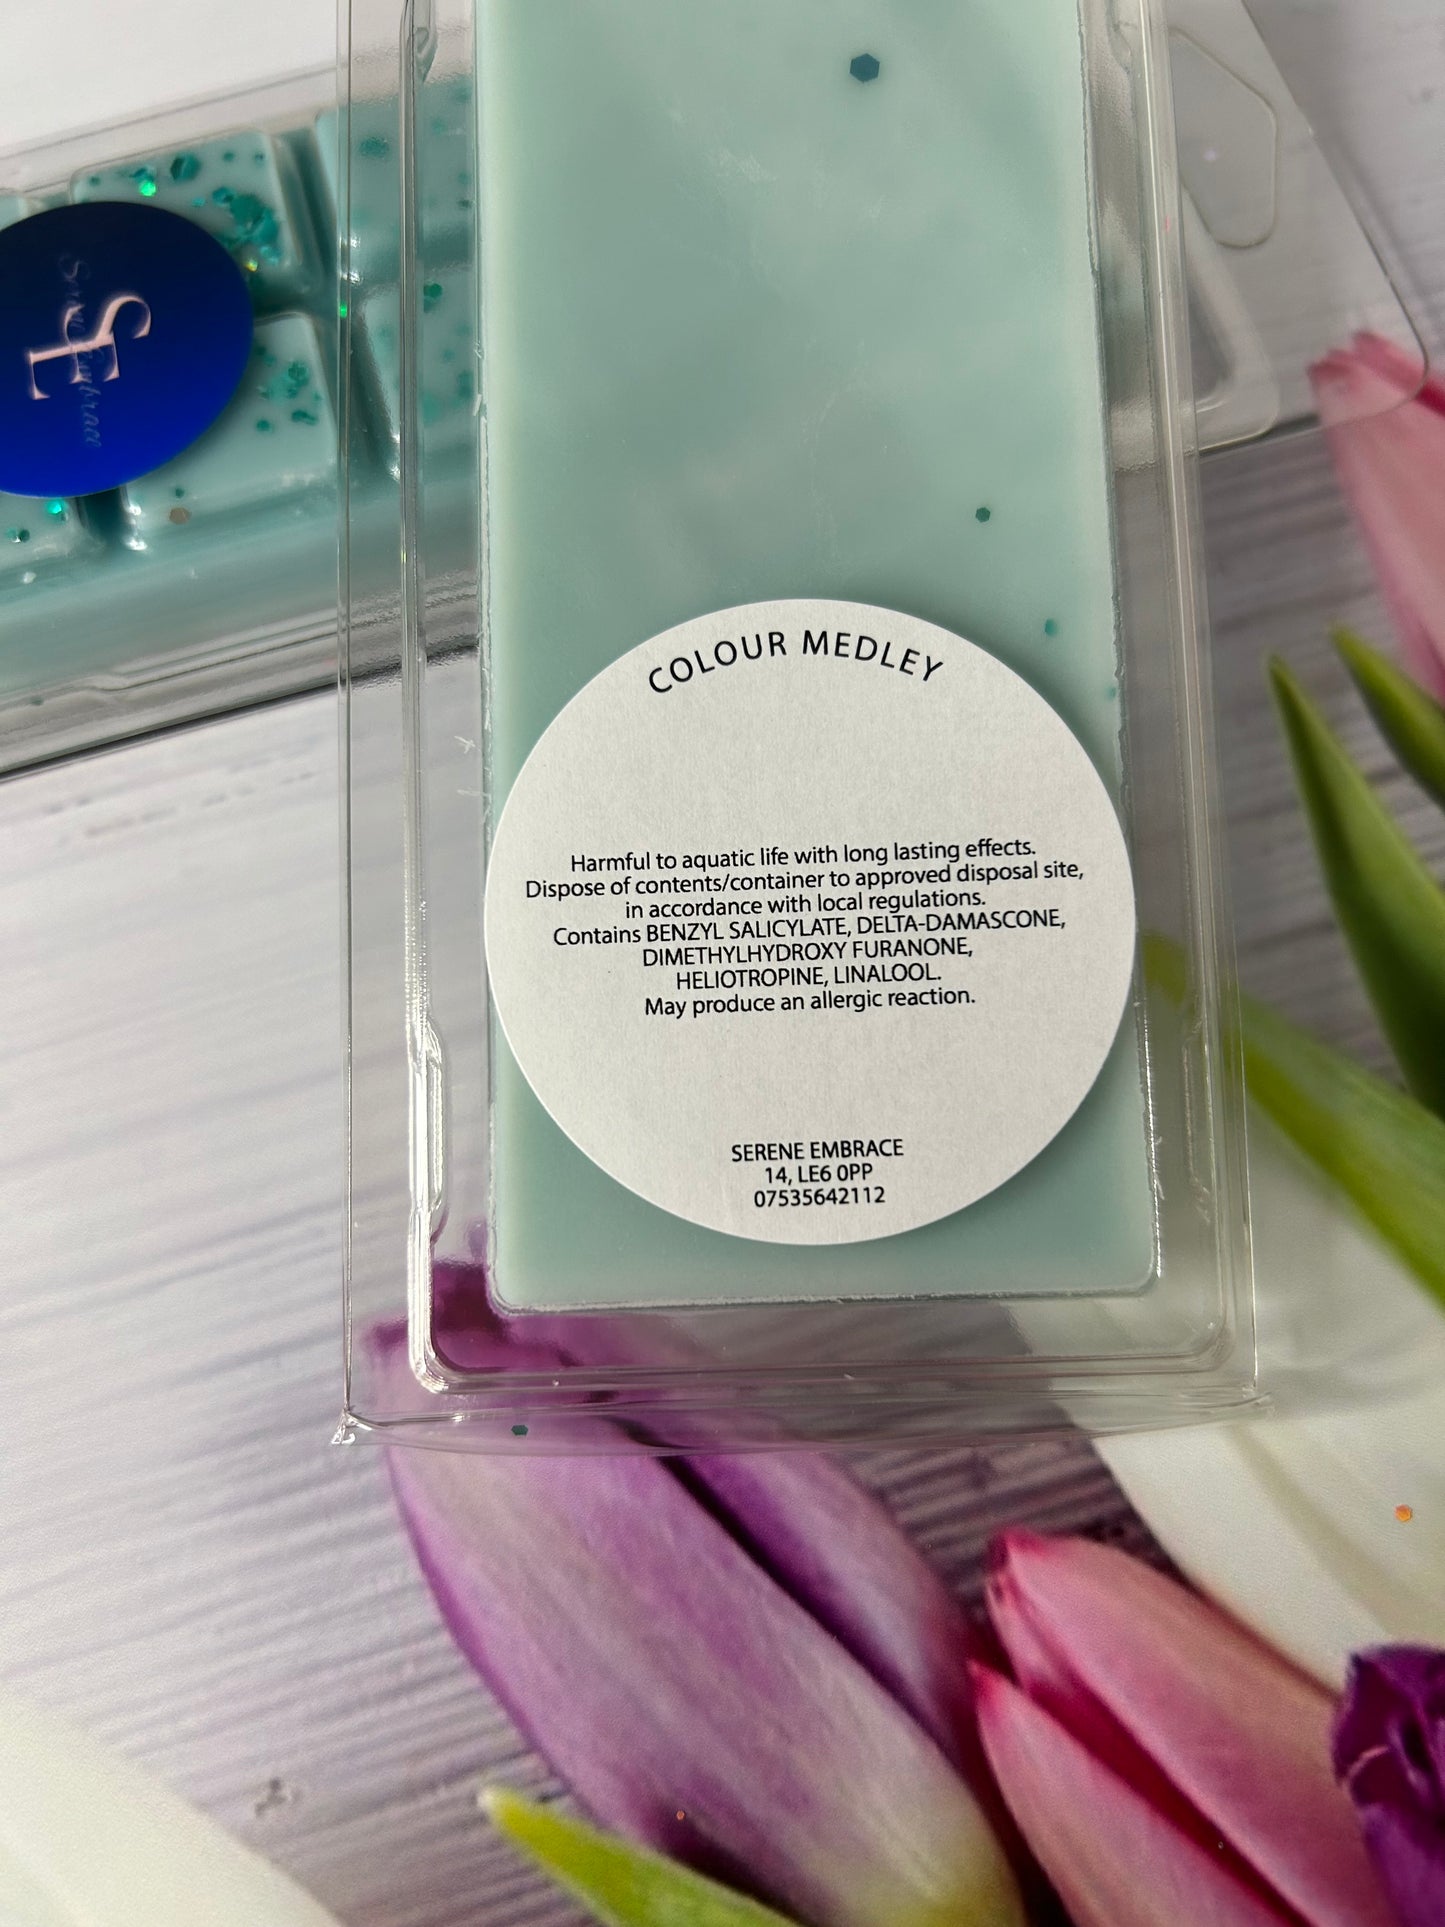 SE
Serene Embrace
COLOUR MEDLEY
Harmful to aquatic life with long lasting effects.
Dispose of contents/container to approved disposal site,
in accordance with local regulations.
Contains BENZYL SALICYLATE, DELTA-DAMASCONE,
DIMETHYLHYDROXY FURANONE,
HELIOTROPINE, LINALOOL.
May produce an allergic reaction.
SERENE EMBRACE
14, LE6 0PP
07535642112